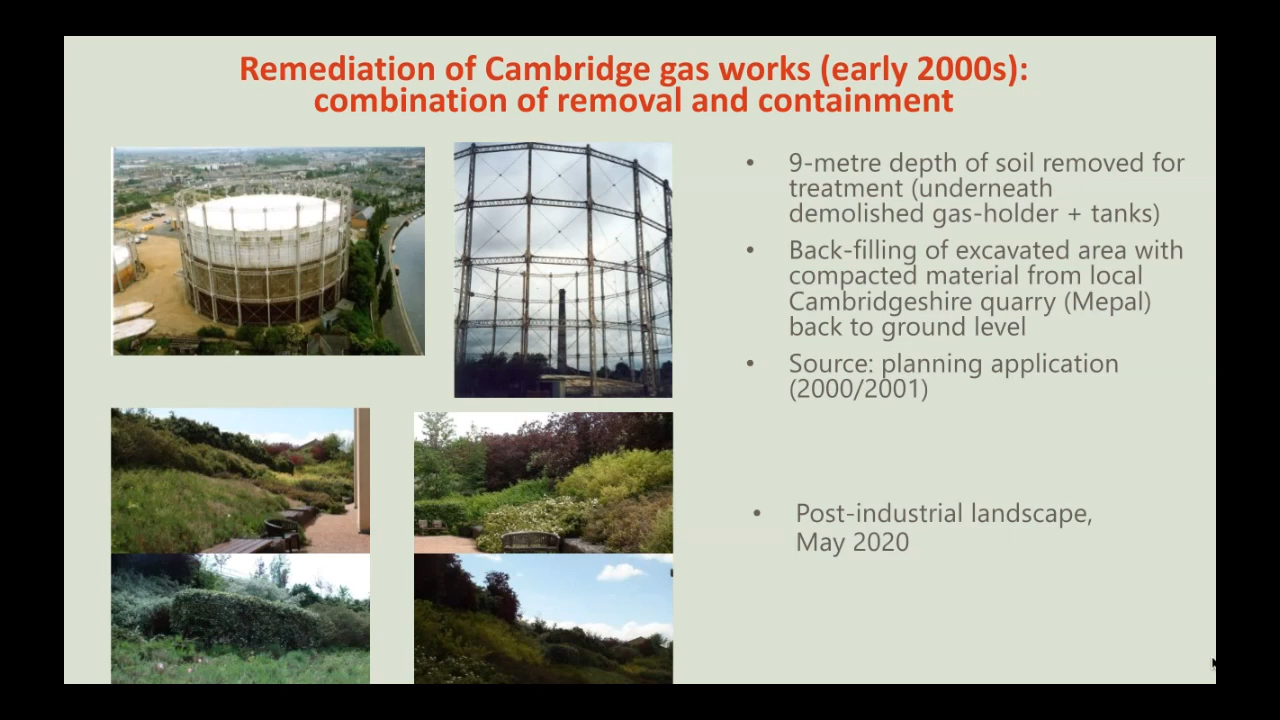 Remediation of Cambridge gas works (early 2000s):
combination of removal and containment
• 9-metre depth of soil removed for
treatment (underneath
demolished gas-holder + tanks)
• Back-filling of excavated area with
compacted material from local
Cambridgeshire quarry (Mepal)
back to ground level
• Source: planning application
(2000/2001)
• Post-industrial landscape,
May 2020